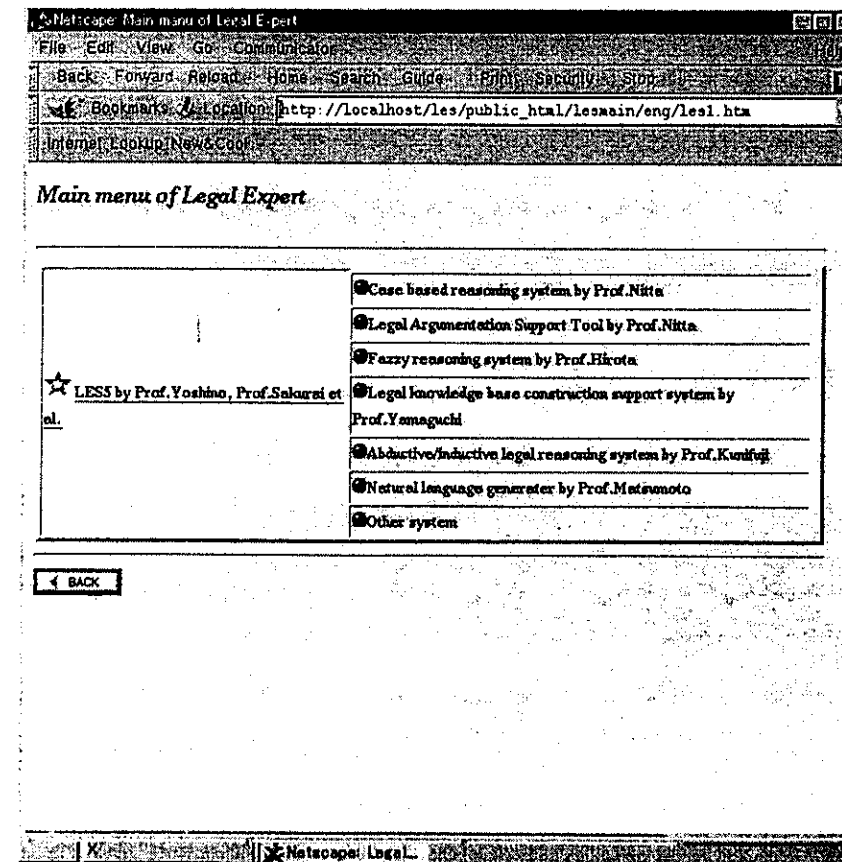 Netscape: Main manu of Legal Expert
File Edit View Go Communicator Help
Back Forward Reload Home Search Guide Print Security Stop
Bookmarks Location: http://localhost/les/public_html/lesmain/eng/les1.htm
Internet Lookup New&Cool
Main menu of Legal Expert
Case based reasoning system by Prof.Nitta
Legal Argumentation Support Tool by Prof.Nitta
Fazzy reasoning system by Prof.Hirota
LES5 by Prof.Yoshino, Prof.Sakurai et
al.
Legal knowledge base construction support system by
Prof.Yamaguchi
Abductive/Inductive legal reasoning system by Prof.Kunifuji
Natural language generater by Prof.Matsumoto
Other system
BACK
X
Netscape: Legal...